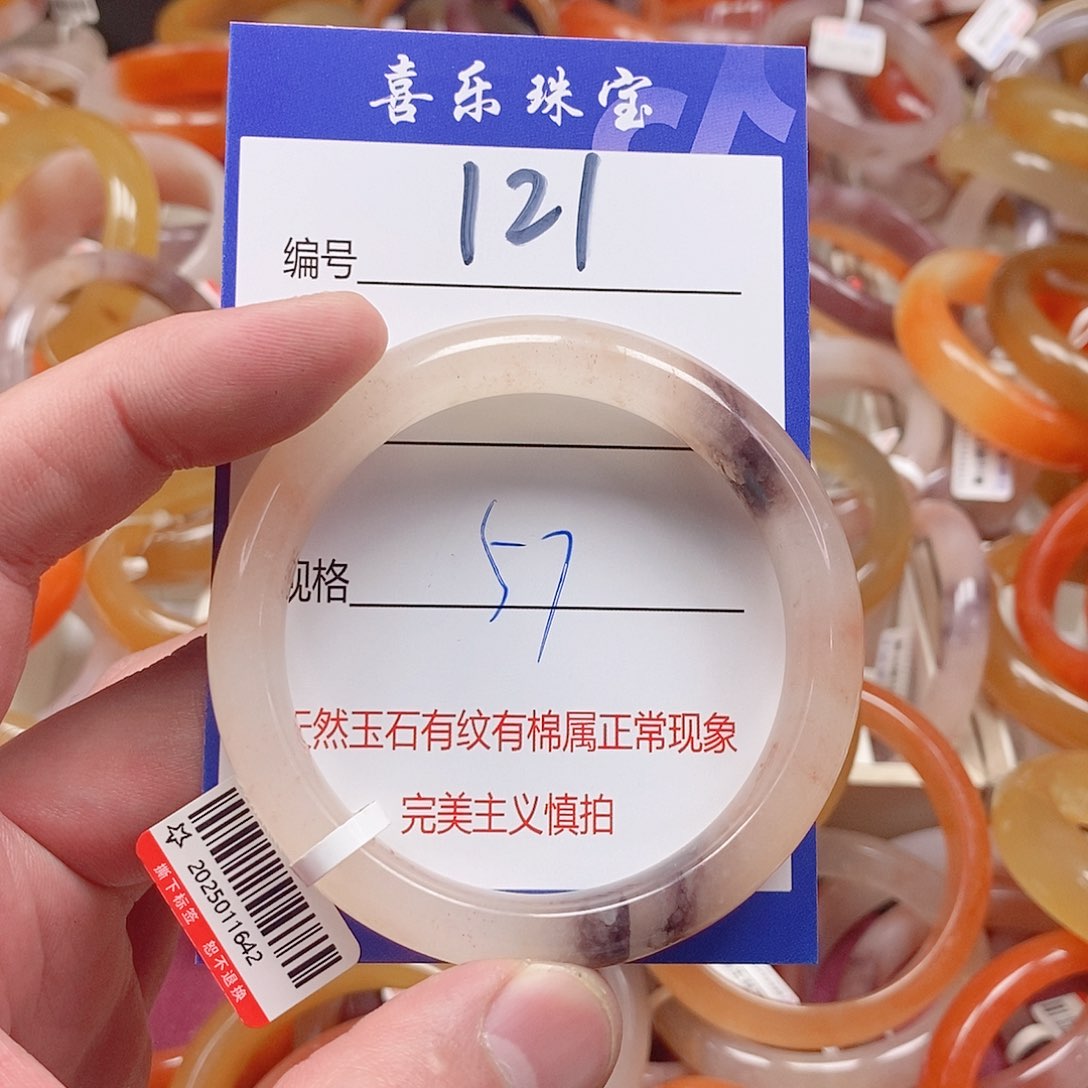 喜乐珠宝
编号 121
规格 57
天然玉石有纹有棉属正常现象
完美主义慎拍
☆ 2025011642
撕下标签 恕不退换